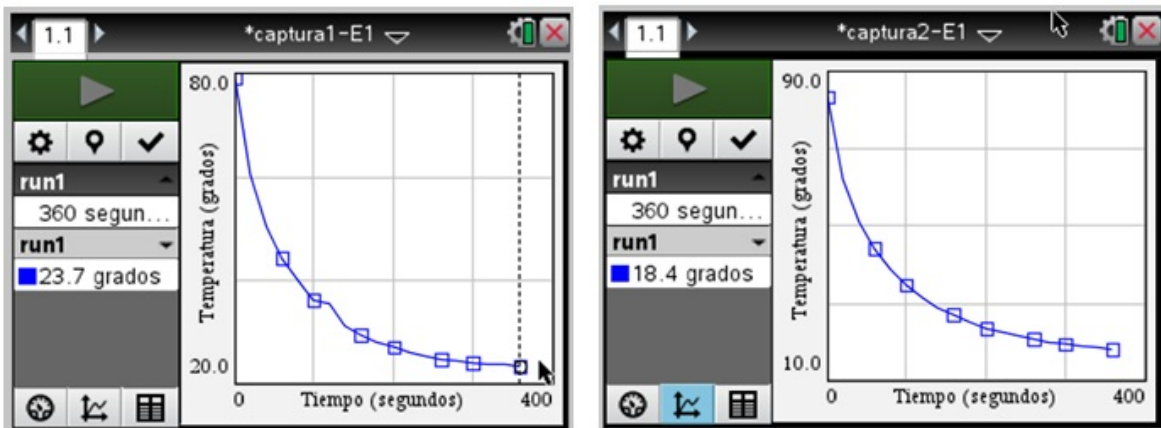 1.1
*captura1-E1
run1
360 segun...
run1
23.7 grados
80.0
Temperatura (grados)
20.0
0
Tiempo (segundos)
400
1.1
*captura2-E1
run1
360 segun...
run1
18.4 grados
90.0
Temperatura (grados)
10.0
0
Tiempo (segundos)
400